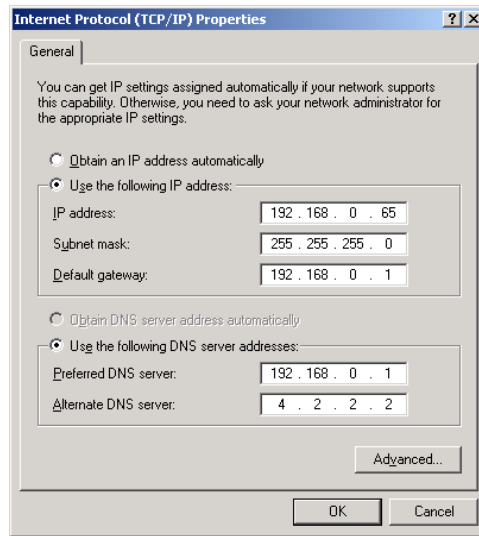 Internet Protocol (TCP/IP) Properties
General
You can get IP settings assigned automatically if your network supports
this capability. Otherwise, you need to ask your network administrator for
the appropriate IP settings.
Obtain an IP address automatically
Use the following IP address:
IP address: 192 . 168 . 0 . 65
Subnet mask: 255 . 255 . 255 . 0
Default gateway: 192 . 168 . 0 . 1
Obtain DNS server address automatically
Use the following DNS server addresses:
Preferred DNS server: 192 . 168 . 0 . 1
Alternate DNS server: 4 . 2 . 2 . 2
Advanced...
OK Cancel